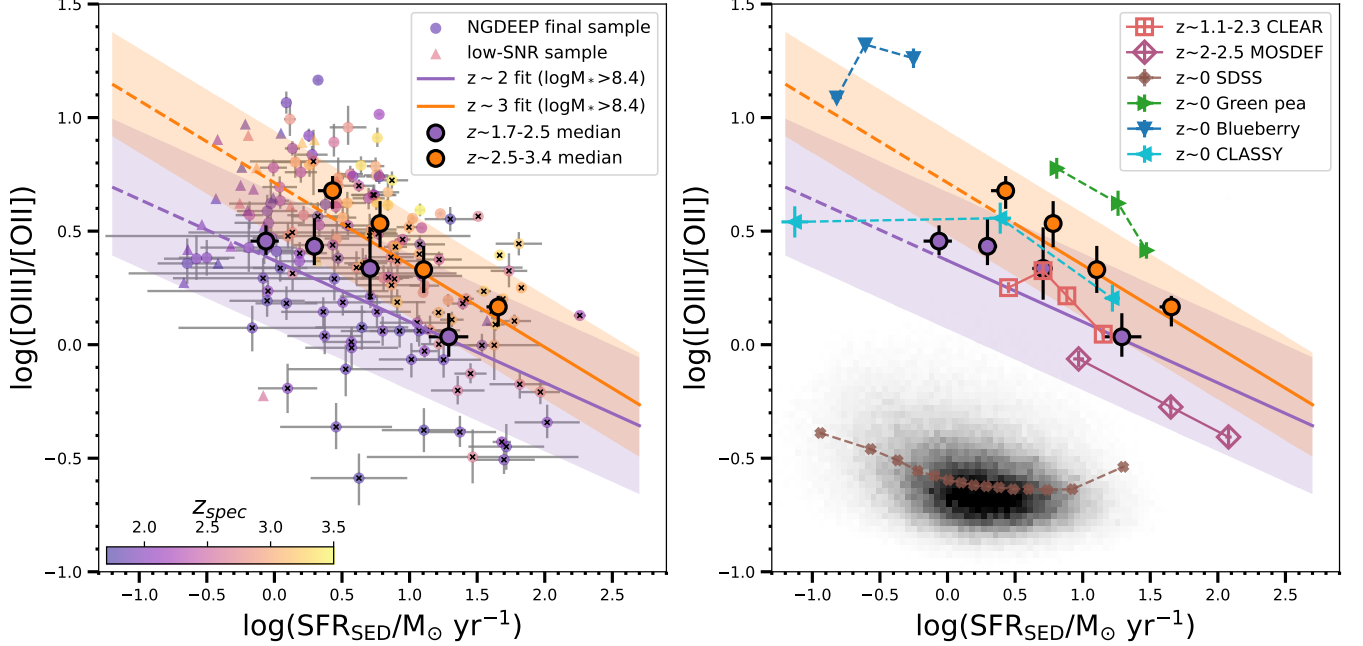 1.5
1.0
0.5
0.0
−0.5
−1.0
log([OIII]/[OII])
NGDEEP final sample
low-SNR sample
z ~ 2 fit (logM*>8.4)
z ~ 3 fit (logM*>8.4)
z~1.7-2.5 median
z~2.5-3.4 median
z_spec
2.0 2.5 3.0 3.5
−1.0 −0.5 0.0 0.5 1.0 1.5 2.0 2.5
log(SFR_SED/M⊙ yr⁻¹)
1.5
1.0
0.5
0.0
−0.5
−1.0
log([OIII]/[OII])
z~1.1-2.3 CLEAR
z~2-2.5 MOSDEF
z~0 SDSS
z~0 Green pea
z~0 Blueberry
z~0 CLASSY
−1.0 −0.5 0.0 0.5 1.0 1.5 2.0 2.5
log(SFR_SED/M⊙ yr⁻¹)